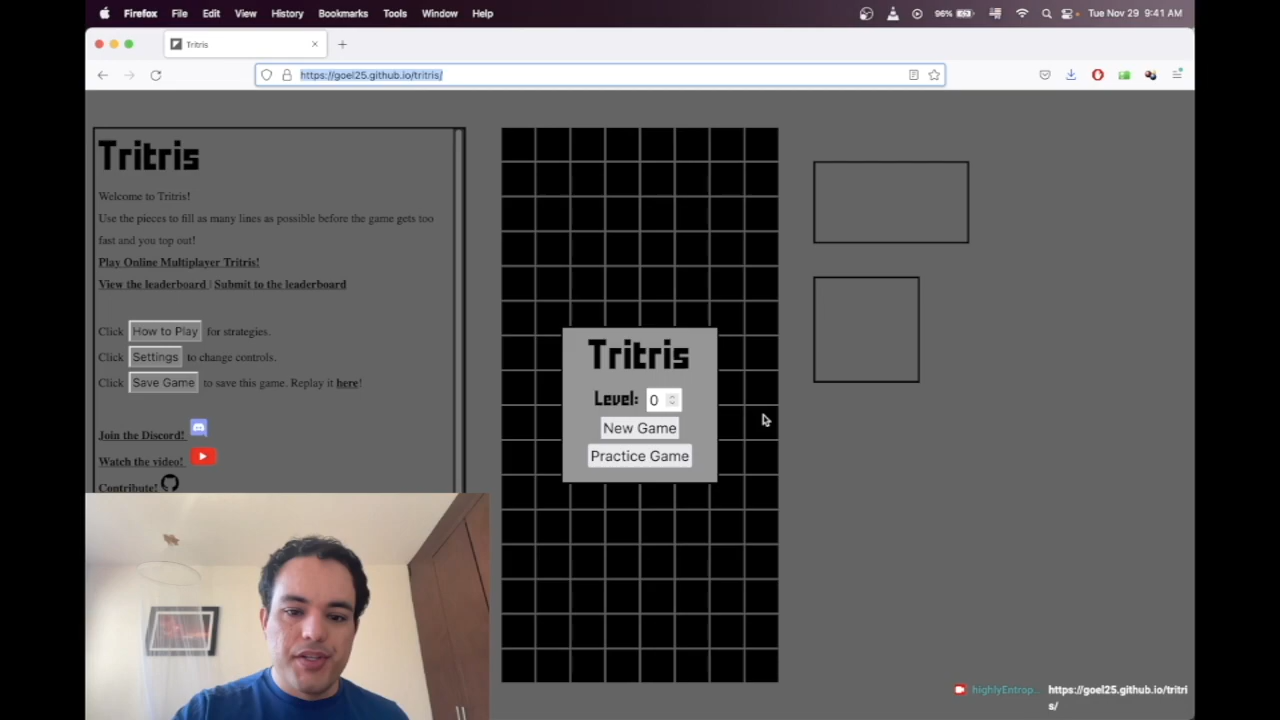 Firefox File Edit View History Bookmarks Tools Window Help
96%
Tue Nov 29 9:41 AM
Tritris
https://goel25.github.io/tritris/
Tritris
Welcome to Tritris!
Use the pieces to fill as many lines as possible before the game gets too
fast and you top out!
Play Online Multiplayer Tritris!
View the leaderboard | Submit to the leaderboard
Click How to Play for strategies.
Click Settings to change controls.
Click Save Game to save this game. Replay it here!
Join the Discord!
Watch the video!
Contribute!
Tritris
Level: 0
New Game
Practice Game
highlyEntrop... https://goel25.github.io/tritri
s/